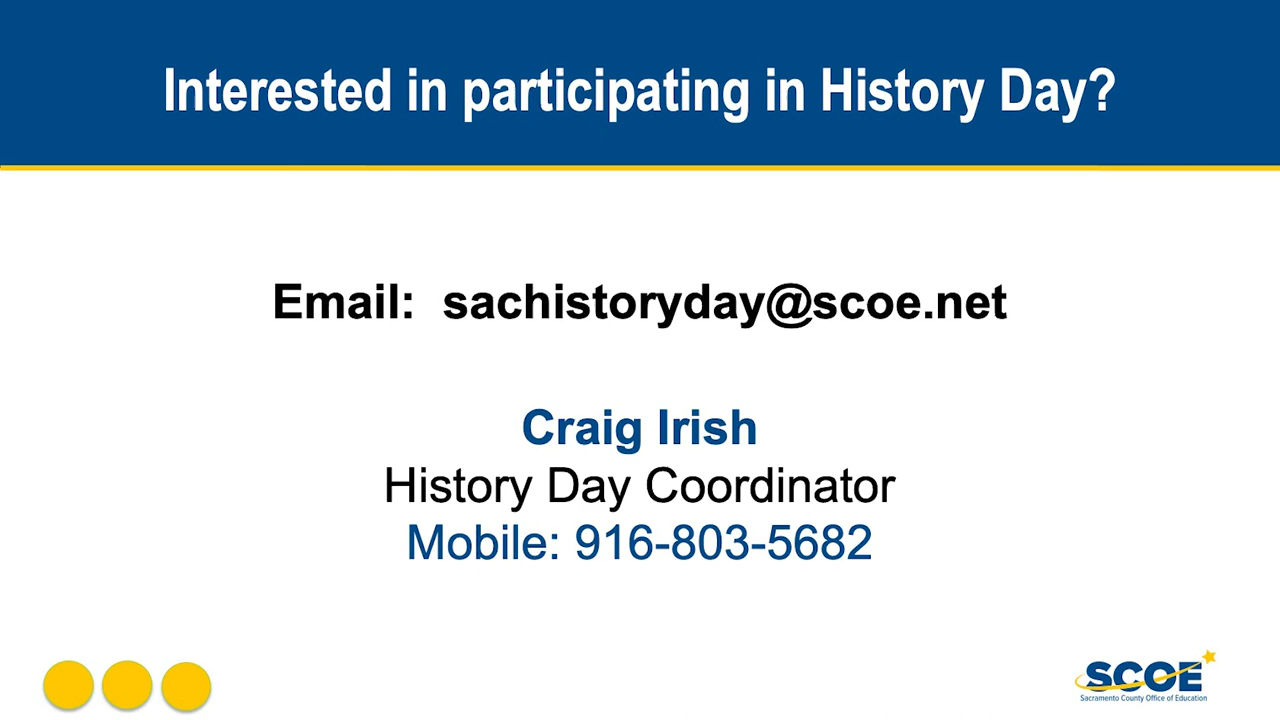 Interested in participating in History Day?
Email: sachistoryday@scoe.net
Craig Irish
History Day Coordinator
Mobile: 916-803-5682
SCOE
Sacramento County Office of Education